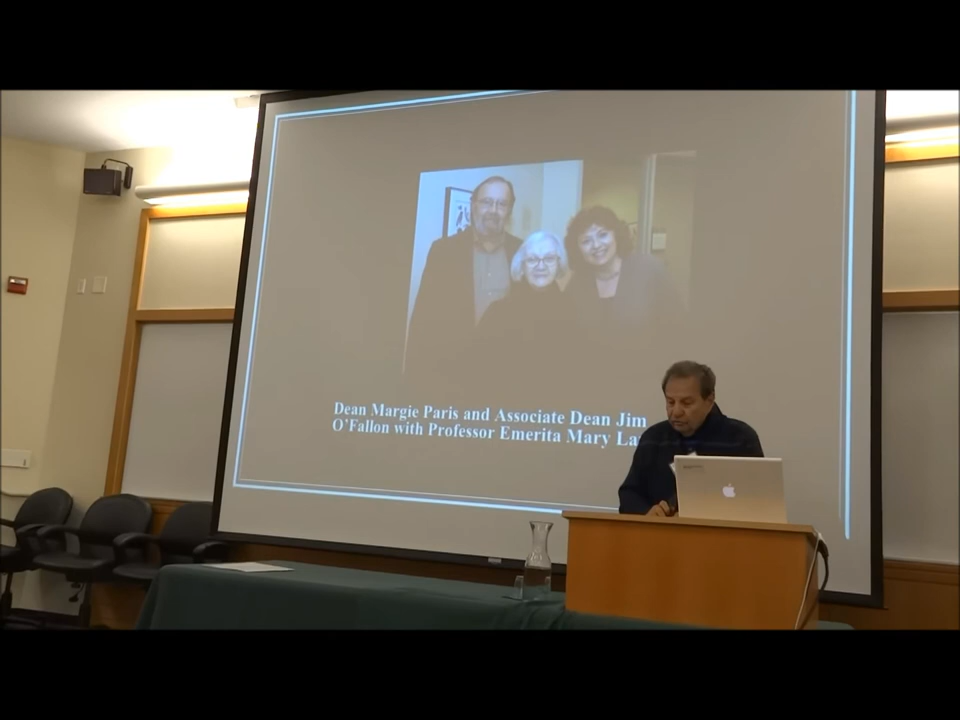 Dean Margie Paris and Associate Dean Jim
O'Fallon with Professor Emerita Mary